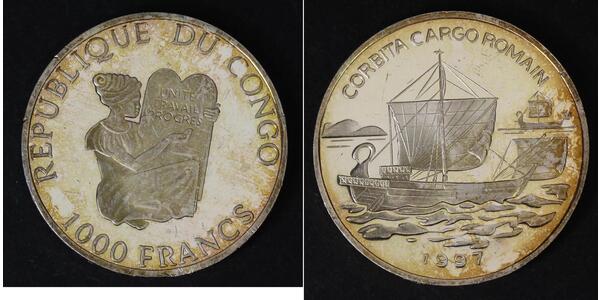 REPUBLIQUE DU CONGO
UNITE
TRAVAIL
PROGRES
1000 FRANCS
CORBITA CARGO ROMAIN
1997